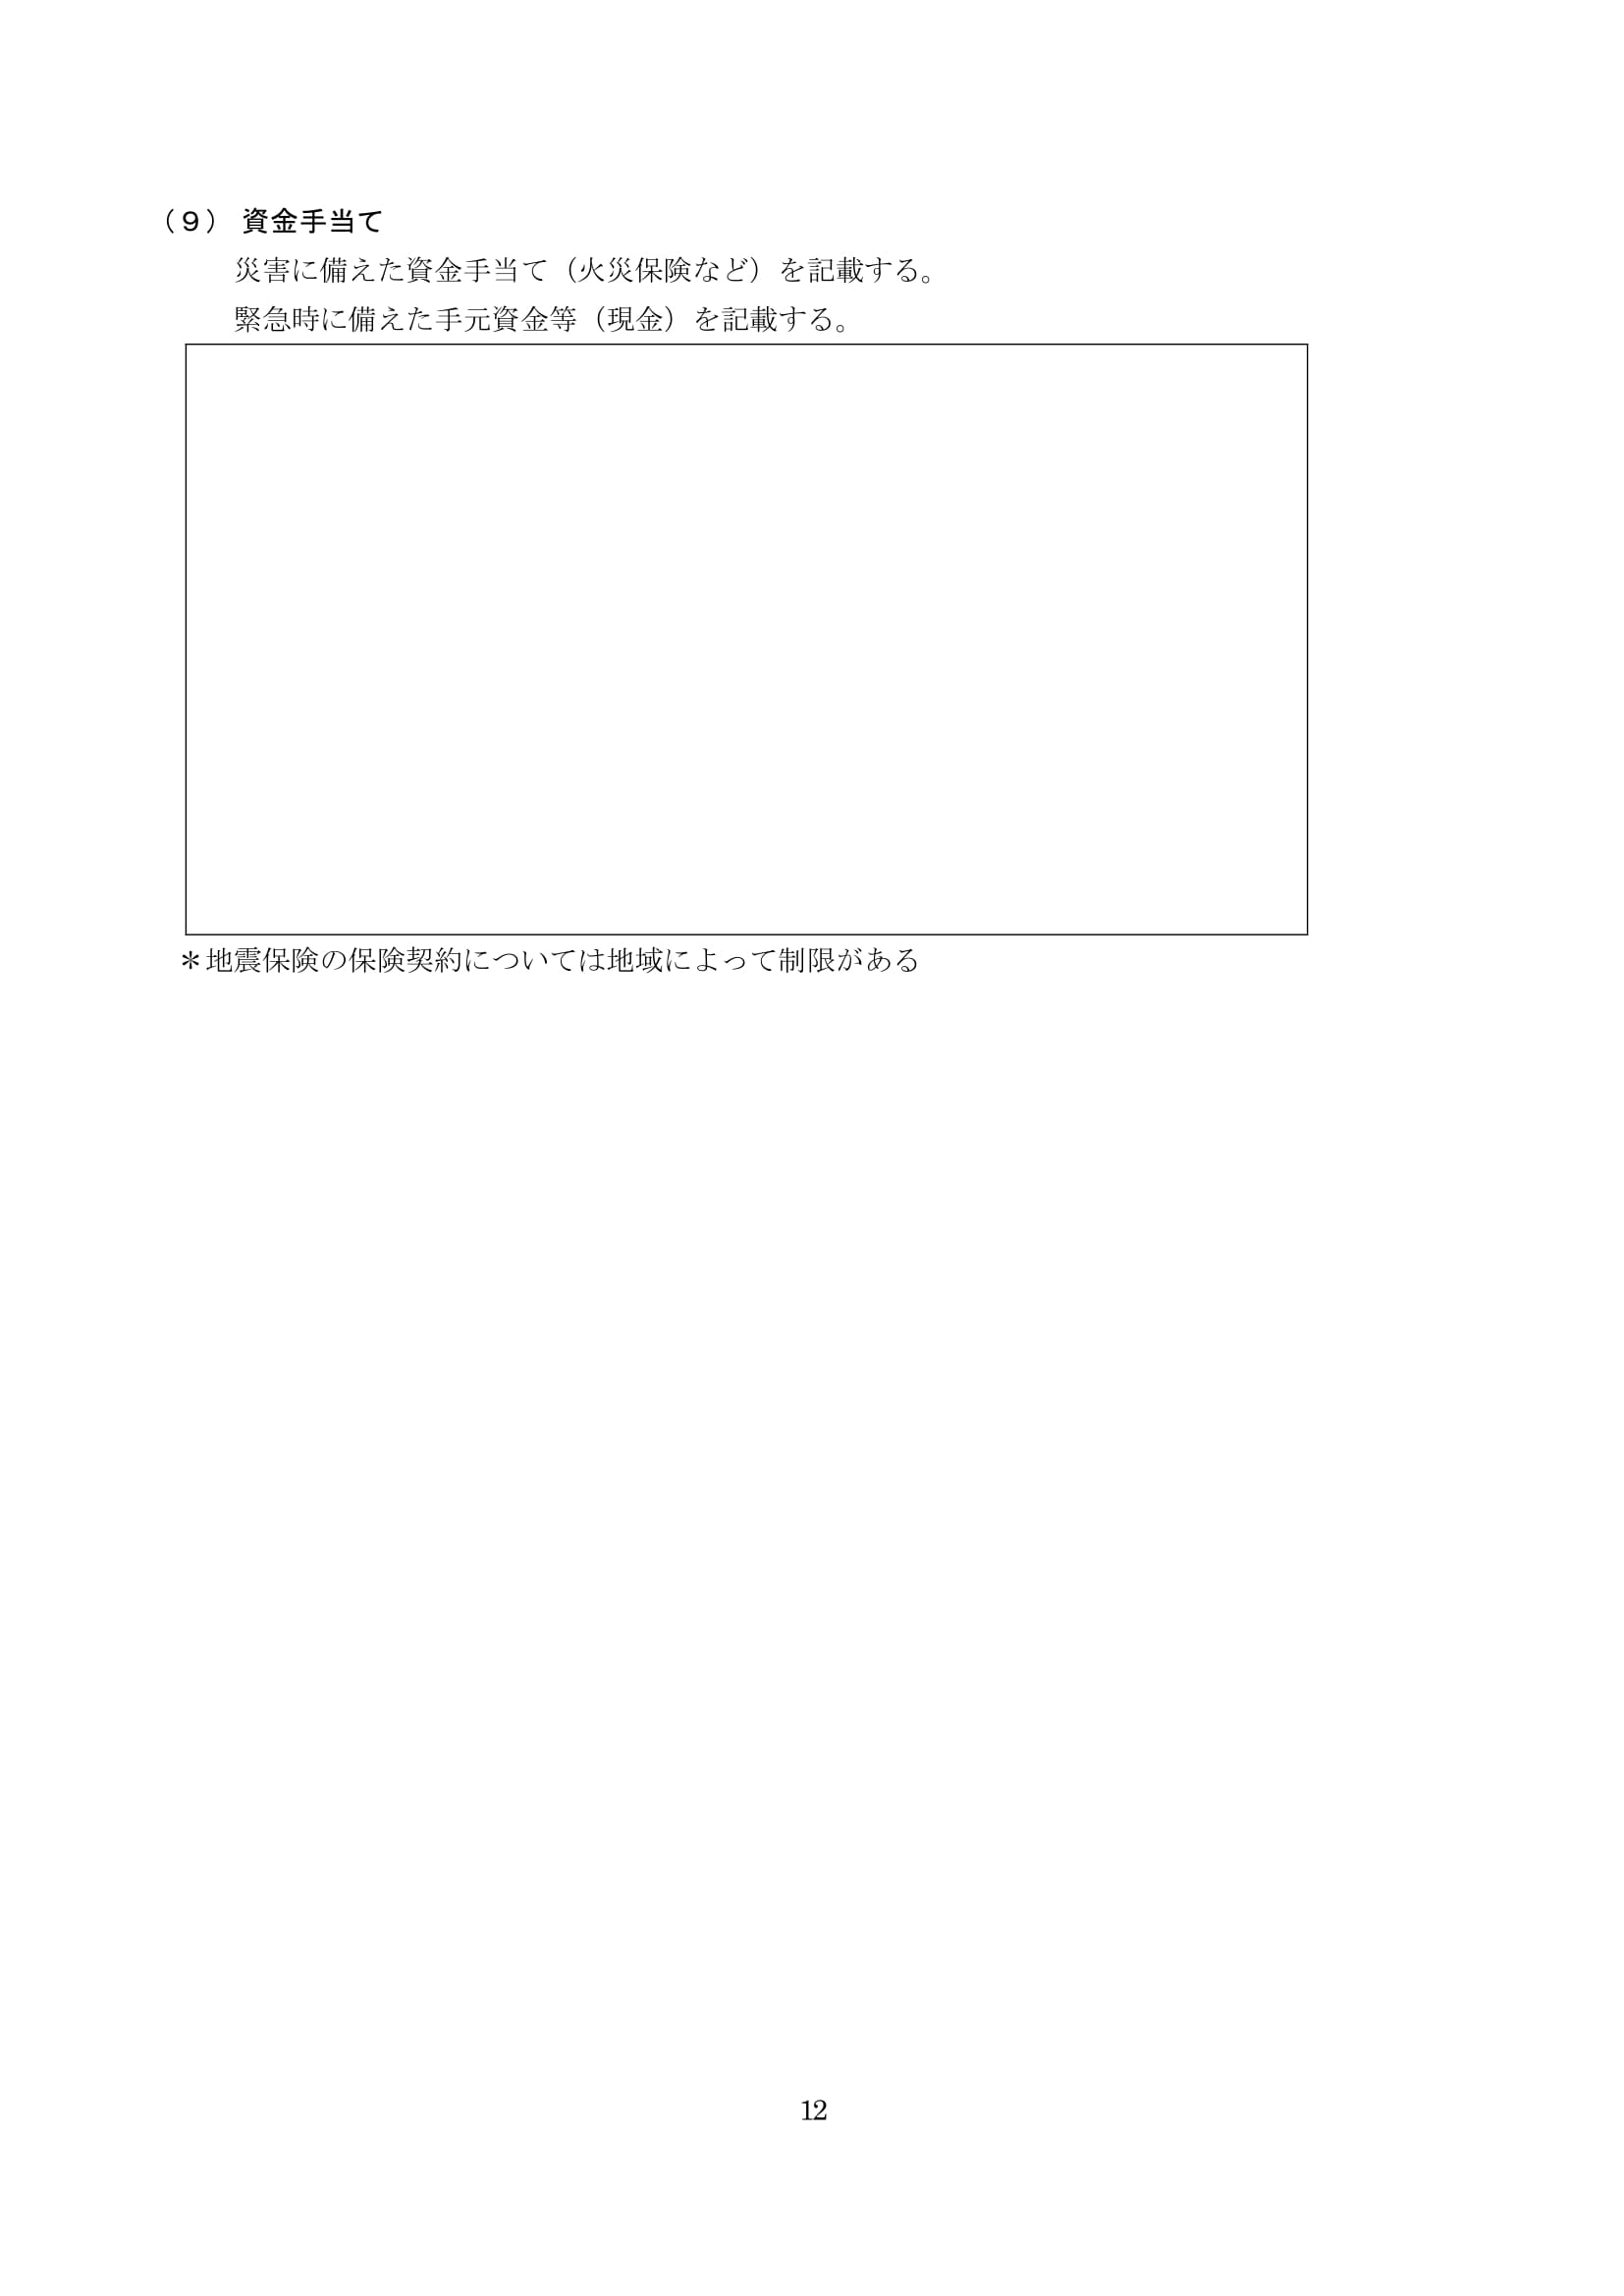 （９） 資金手当て
災害に備えた資金手当て（火災保険など）を記載する。
緊急時に備えた手元資金等（現金）を記載する。
＊地震保険の保険契約については地域によって制限がある
12